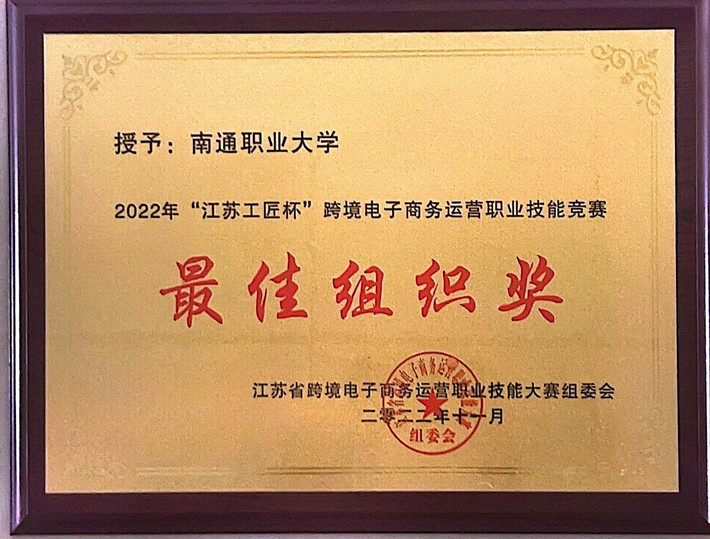 授予：南通职业大学
2022年“江苏工匠杯”跨境电子商务运营职业技能竞赛
最佳组织奖
江苏省跨境电子商务运营职业技能大赛组委会
二零二二年十一月
组委会